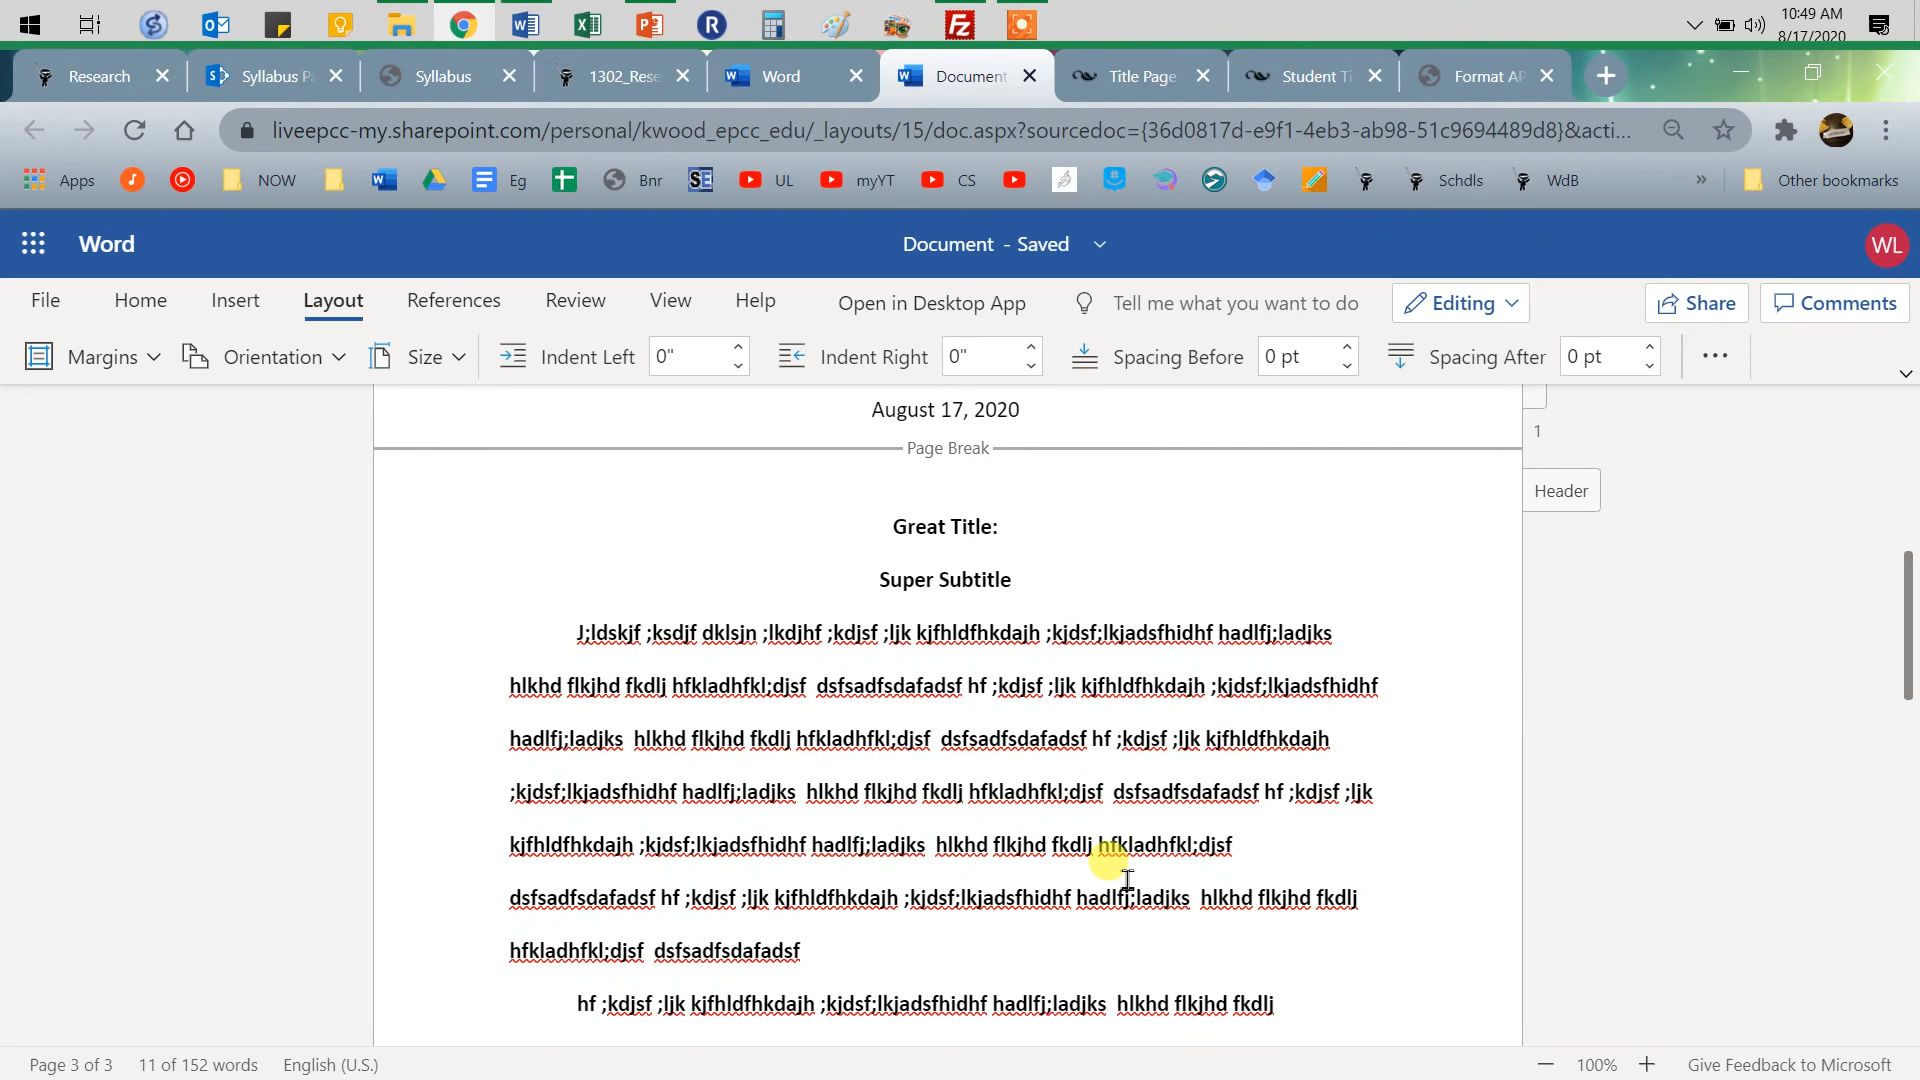 10:49 AM
8/17/2020
Research
Syllabus Pa
Syllabus
1302_Rese
Word
Document
Title Page
Student Ti
Format AP
liveepcc-my.sharepoint.com/personal/kwood_epcc_edu/_layouts/15/doc.aspx?sourcedoc={36d0817d-e9f1-4eb3-ab98-51c9694489d8}&acti...
Apps
NOW
Eg
Bnr
SE
UL
myYT
CS
Schdls
WdB
»
Other bookmarks
Word
Document - Saved
WL
File Home Insert Layout References Review View Help Open in Desktop App Tell me what you want to do Editing Share Comments
Margins Orientation Size Indent Left 0" Indent Right 0" Spacing Before 0 pt Spacing After 0 pt ...
August 17, 2020
Page Break
1
Header
Great Title:
Super Subtitle
J;ldskjf ;ksdjf dklsjn ;lkdjhf ;kdjsf ;ljk kjfhldfhkdajh ;kjdsf;lkjadsfhidhf hadlfj;ladjks
hlkhd flkjhd fkdlj hfkladhfkl;djsf  dsfsadfsdafadsf hf ;kdjsf ;ljk kjfhldfhkdajh ;kjdsf;lkjadsfhidhf
hadlfj;ladjks  hlkhd flkjhd fkdlj hfkladhfkl;djsf  dsfsadfsdafadsf hf ;kdjsf ;ljk kjfhldfhkdajh
;kjdsf;lkjadsfhidhf hadlfj;ladjks  hlkhd flkjhd fkdlj hfkladhfkl;djsf  dsfsadfsdafadsf hf ;kdjsf ;ljk
kjfhldfhkdajh ;kjdsf;lkjadsfhidhf hadlfj;ladjks  hlkhd flkjhd fkdlj hfkladhfkl;djsf
dsfsadfsdafadsf hf ;kdjsf ;ljk kjfhldfhkdajh ;kjdsf;lkjadsfhidhf hadlfj;ladjks  hlkhd flkjhd fkdlj
hfkladhfkl;djsf  dsfsadfsdafadsf
hf ;kdjsf ;ljk kjfhldfhkdajh ;kjdsf;lkjadsfhidhf hadlfj;ladjks  hlkhd flkjhd fkdlj
Page 3 of 3 11 of 152 words English (U.S.) 100% Give Feedback to Microsoft